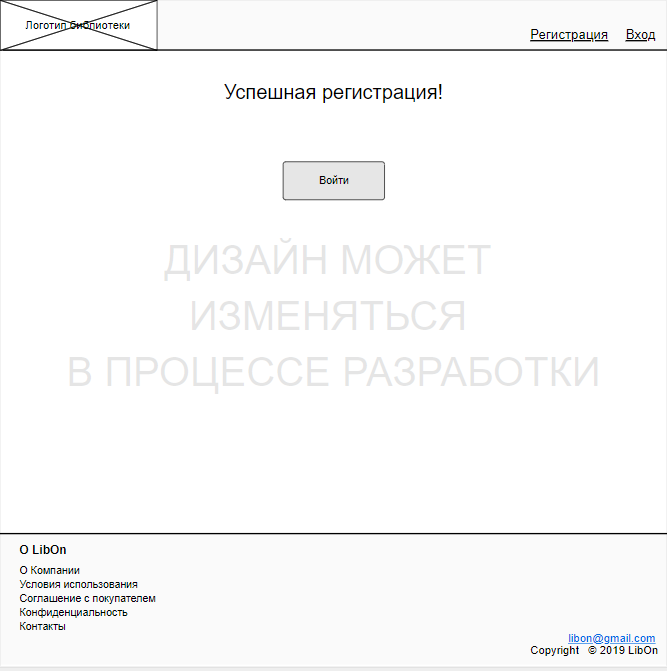 Логотип библиотеки
Регистрация Вход
Успешная регистрация!
Войти
ДИЗАЙН МОЖЕТ
ИЗМЕНЯТЬСЯ
В ПРОЦЕССЕ РАЗРАБОТКИ
О LibOn
О Компании
Условия использования
Соглашение с покупателем
Конфиденциальность
Контакты
libon@gmail.com
Copyright © 2019 LibOn